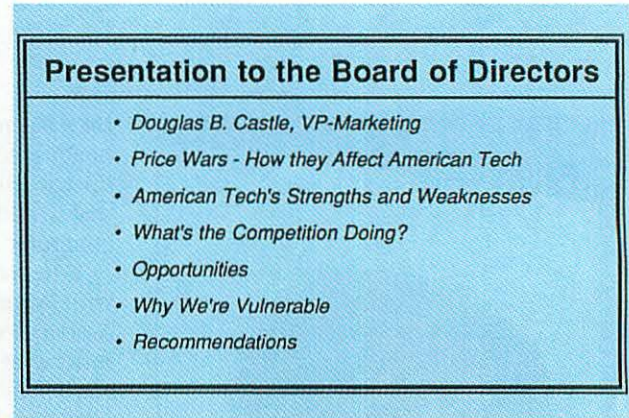 Presentation to the Board of Directors
• Douglas B. Castle, VP-Marketing
• Price Wars - How they Affect American Tech
• American Tech's Strengths and Weaknesses
• What's the Competition Doing?
• Opportunities
• Why We're Vulnerable
• Recommendations